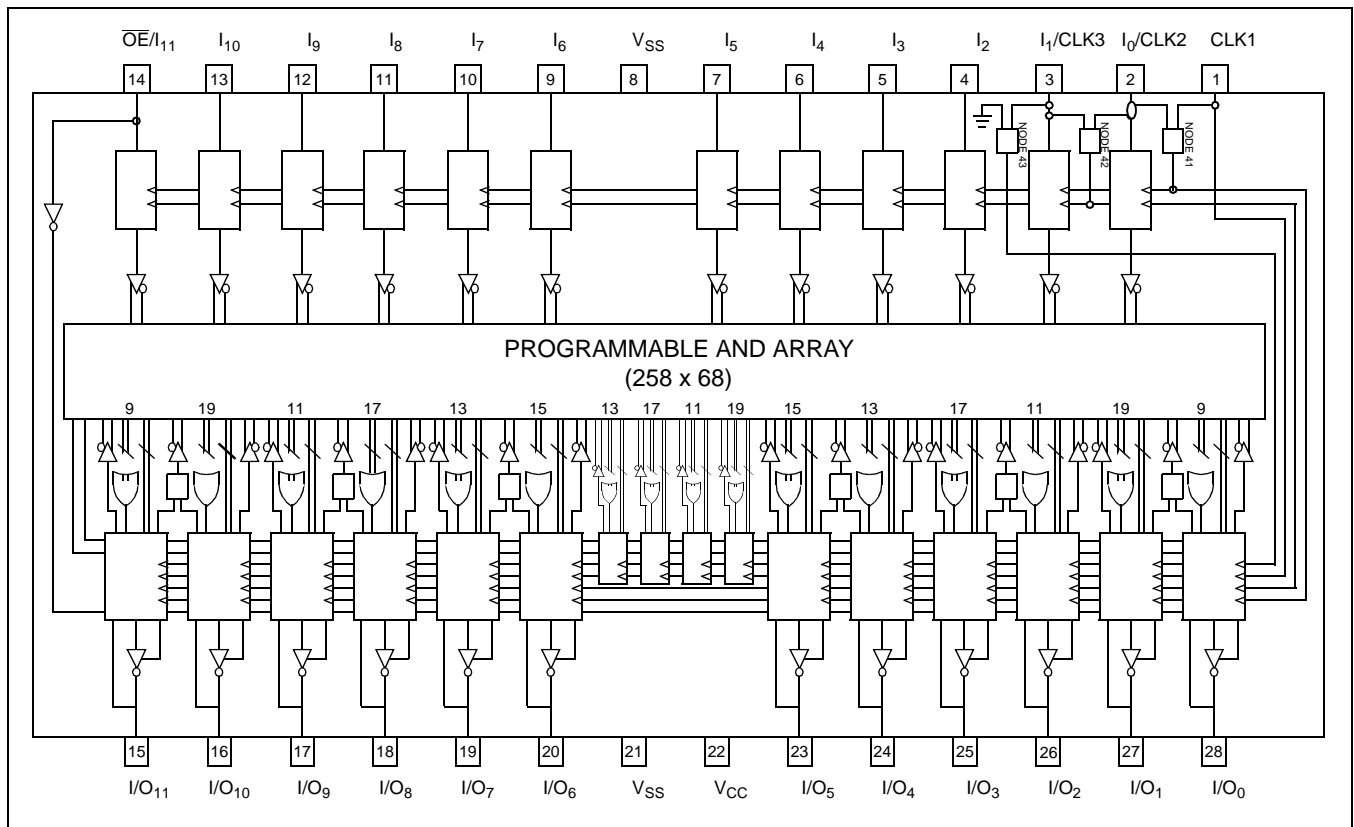 OE/I11 I10 I9 I8 I7 I6 VSS I5 I4 I3 I2 I1/CLK3 I0/CLK2 CLK1
14 13 12 11 10 9 8 7 6 5 4 3 2 1
NODE 43 NODE 42 NODE 41
PROGRAMMABLE AND ARRAY
(258 x 68)
9 19 11 17 13 15 13 17 11 19 15 13 17 11 19 9
15 16 17 18 19 20 21 22 23 24 25 26 27 28
I/O11 I/O10 I/O9 I/O8 I/O7 I/O6 VSS VCC I/O5 I/O4 I/O3 I/O2 I/O1 I/O0